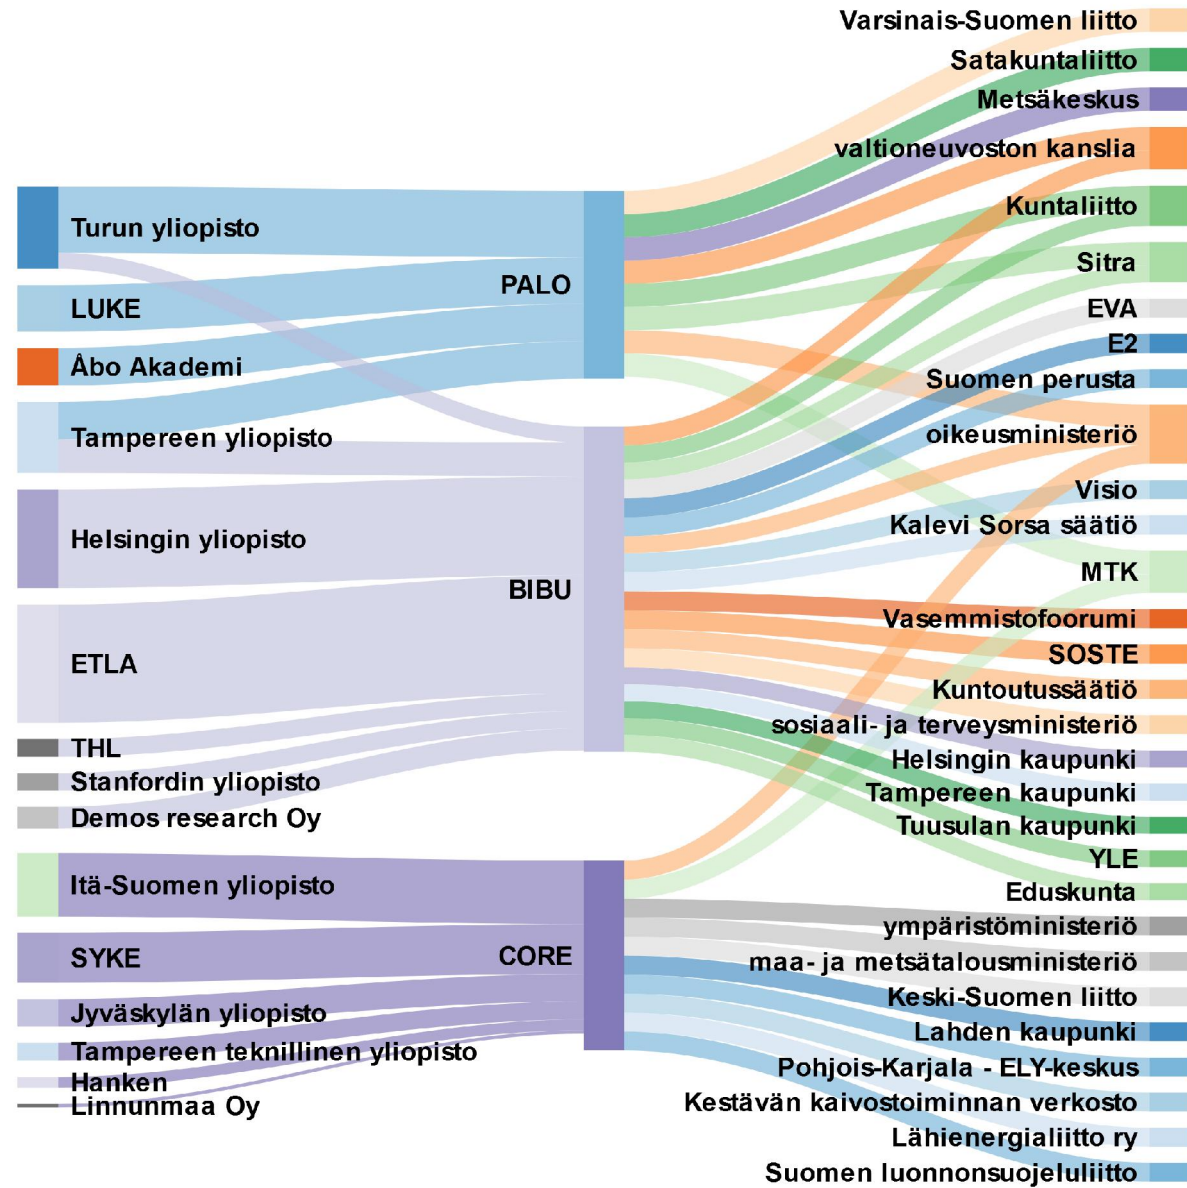 Turun yliopisto
LUKE
Åbo Akademi
Tampereen yliopisto
Helsingin yliopisto
ETLA
THL
Stanfordin yliopisto
Demos research Oy
Itä-Suomen yliopisto
SYKE
Jyväskylän yliopisto
Tampereen teknillinen yliopisto
Hanken
Linnunmaa Oy
PALO
BIBU
CORE
Varsinais-Suomen liitto
Satakuntaliitto
Metsäkeskus
valtioneuvoston kanslia
Kuntaliitto
Sitra
EVA
E2
Suomen perusta
oikeusministeriö
Visio
Kalevi Sorsa säätiö
MTK
Vasemmistofoorumi
SOSTE
Kuntoutussäätiö
sosiaali- ja terveysministeriö
Helsingin kaupunki
Tampereen kaupunki
Tuusulan kaupunki
YLE
Eduskunta
ympäristöministeriö
maa- ja metsätalousministeriö
Keski-Suomen liitto
Lahden kaupunki
Pohjois-Karjala - ELY-keskus
Kestävän kaivostoiminnan verkosto
Lähienergialiitto ry
Suomen luonnonsuojeluliitto